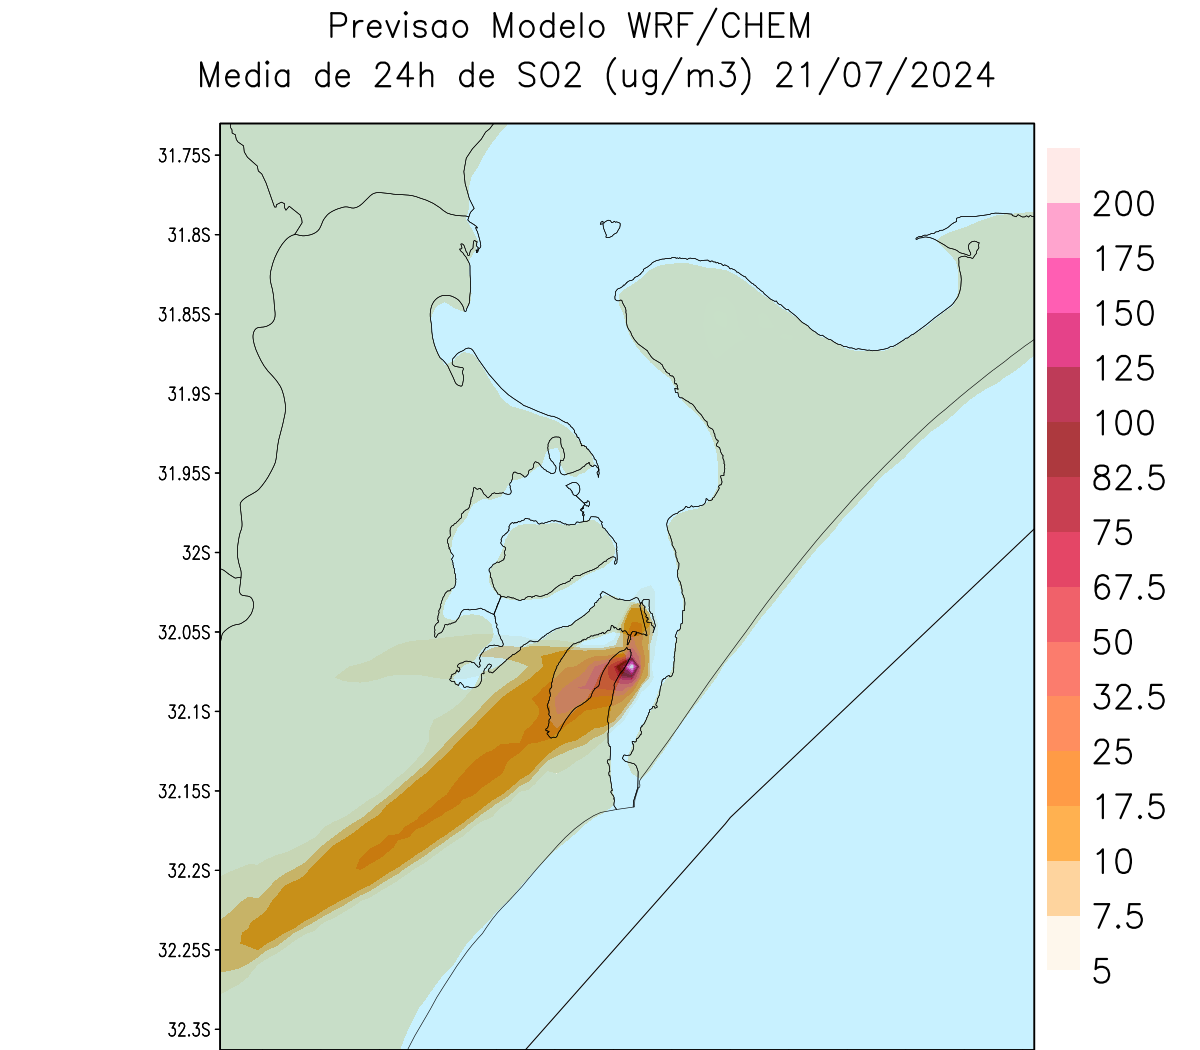 Previsao Modelo WRF/CHEM
Media de 24h de SO2 (ug/m3) 21/07/2024
31.75S
31.8S
31.85S
31.9S
31.95S
32S
32.05S
32.1S
32.15S
32.2S
32.25S
32.3S
200
175
150
125
100
82.5
75
67.5
50
32.5
25
17.5
10
7.5
5